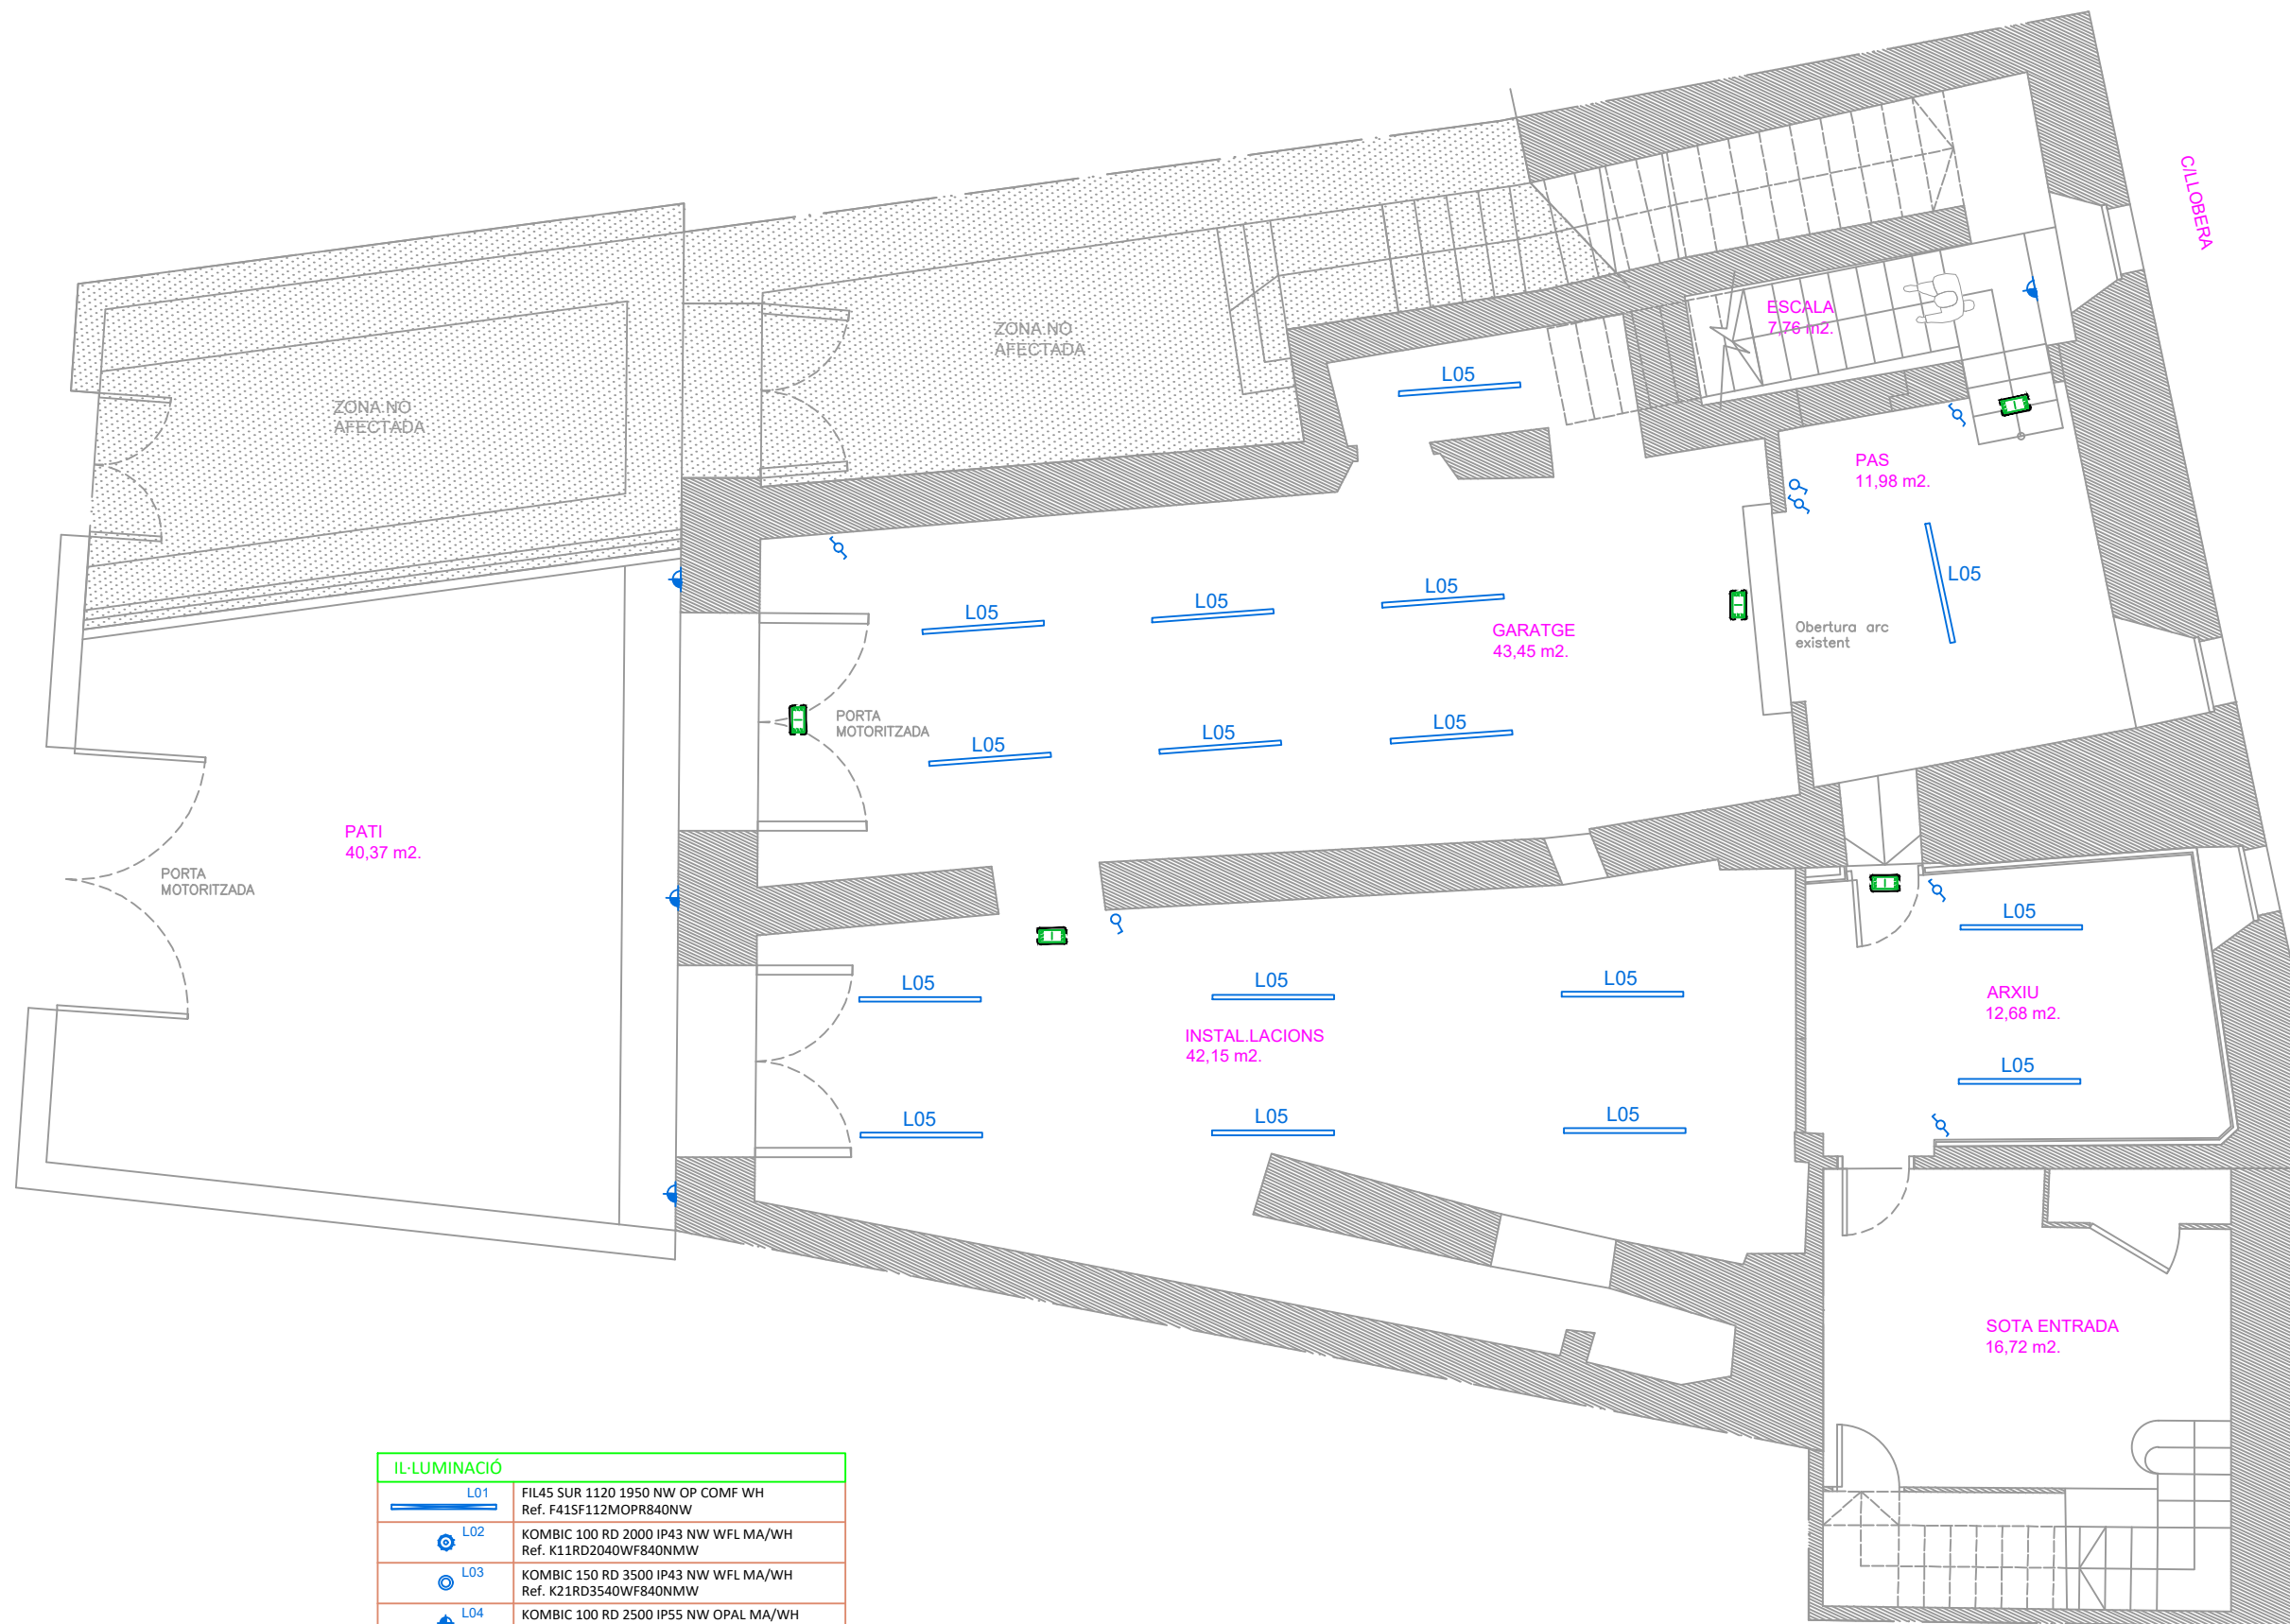 C/LLOBERA
ESCALA
7,76 m2.
ZONA NO
AFECTADA
L05
ZONA NO
AFECTADA
PAS
11,98 m2.
L05
L05
L05
L05
GARATGE
43,45 m2.
Obertura arc
existent
PORTA
MOTORITZADA
L05
L05
L05
PATI
40,37 m2.
PORTA
MOTORITZADA
L05
L05
L05
L05
ARXIU
12,68 m2.
INSTAL.LACIONS
42,15 m2.
L05
L05
L05
L05
SOTA ENTRADA
16,72 m2.
IL·LUMINACIÓ
L01
FIL45 SUR 1120 1950 NW OP COMF WH
Ref. F41SF112MOPR840NW
L02
KOMBIC 100 RD 2000 IP43 NW WFL MA/WH
Ref. K11RD2040WF840NMW
L03
KOMBIC 150 RD 3500 IP43 NW WFL MA/WH
Ref. K21RD3540WF840NMW
L04
KOMBIC 100 RD 2500 IP55 NW OPAL MA/WH